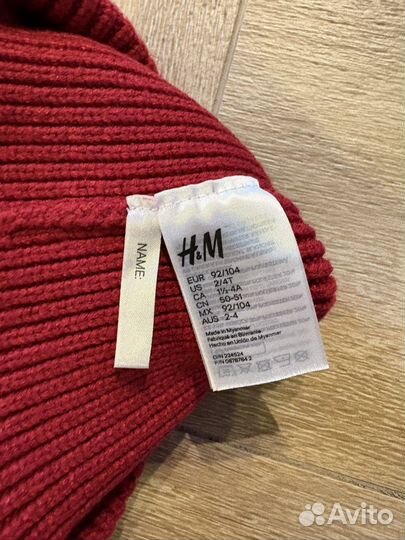 NAME:
H&M
EUR 92/104
US 2/4T
CA 1½-4A
CN 50-51
MX 92/104
AUS 2-4
Made in Myanmar
Fabriqué en Birmanie
Hecho en Unión de Myanmar
Avito